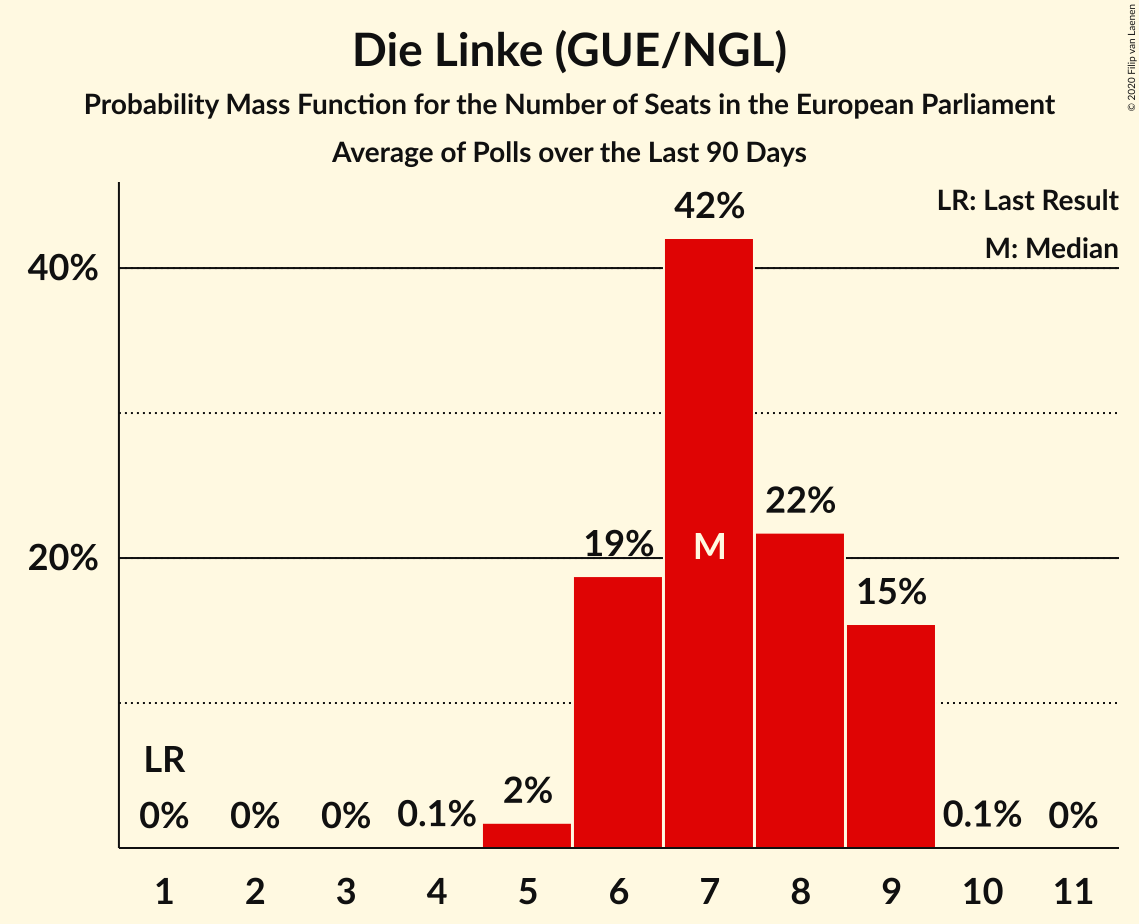 Die Linke (GUE/NGL)
Probability Mass Function for the Number of Seats in the European Parliament
Average of Polls over the Last 90 Days
© 2020 Filip van Laenen
LR: Last Result
M: Median
42%
40%
22%
19%
M
20%
15%
LR
2%
0% 0% 0% 0.1% 0.1% 0%
1 2 3 4 5 6 7 8 9 10 11